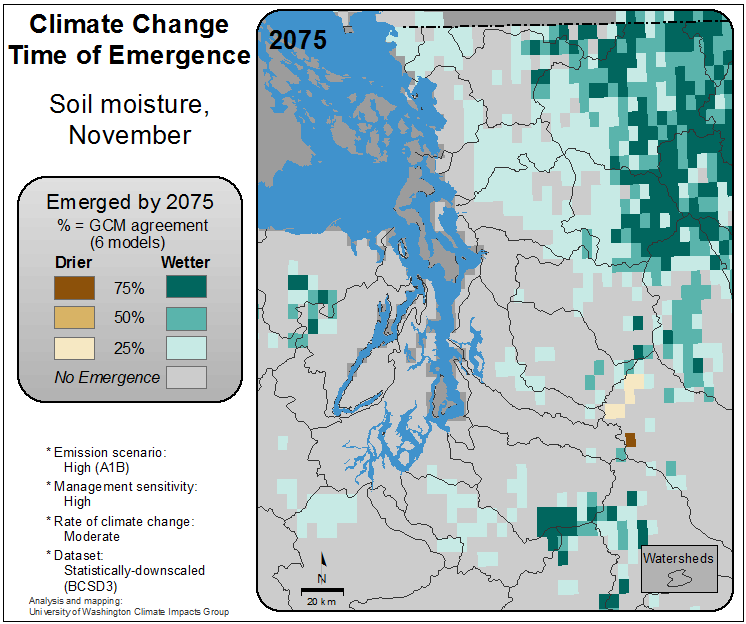 Climate Change
Time of Emergence
Soil moisture,
November
Emerged by 2075
% = GCM agreement
(6 models)
Drier Wetter
75%
50%
25%
No Emergence
* Emission scenario:
High (A1B)
* Management sensitivity:
High
* Rate of climate change:
Moderate
* Dataset:
Statistically-downscaled
(BCSD3)
Analysis and mapping:
University of Washington Climate Impacts Group
2075
N
20 km
Watersheds